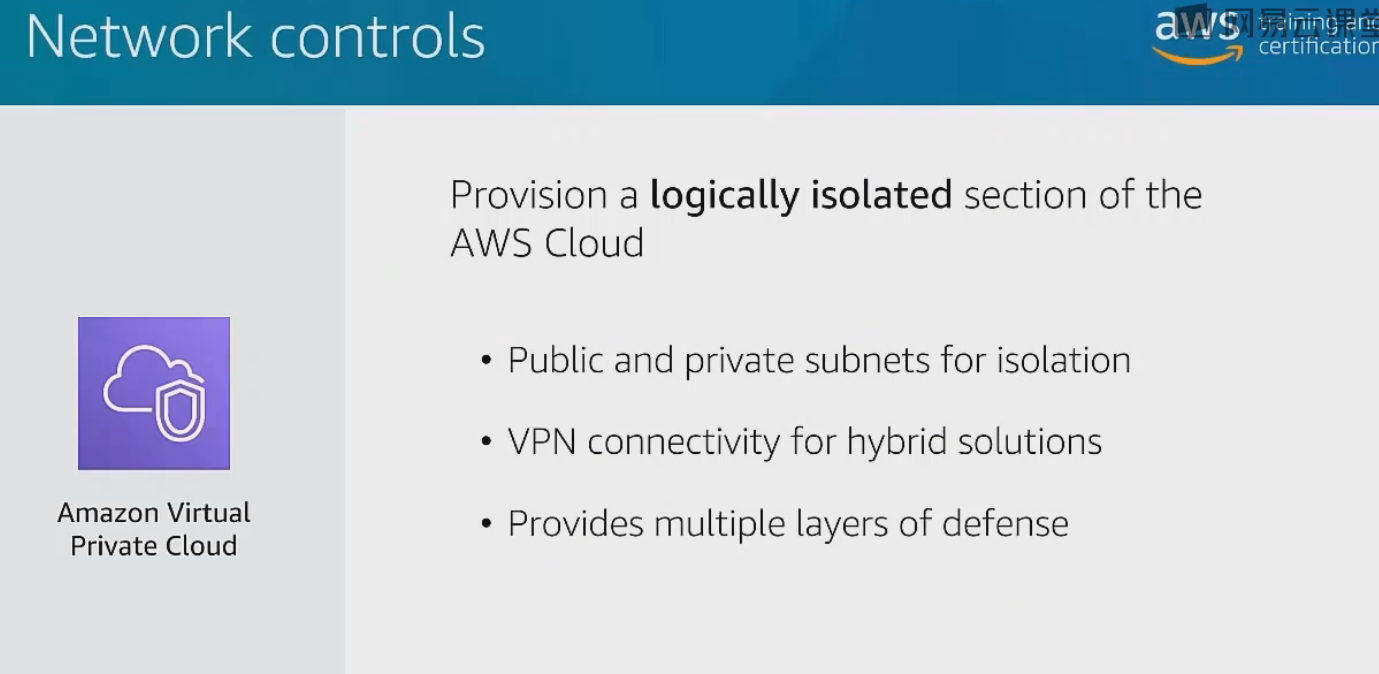 Network controls
aws training and
certification
网易云课堂
Provision a logically isolated section of the
AWS Cloud
• Public and private subnets for isolation
• VPN connectivity for hybrid solutions
• Provides multiple layers of defense
Amazon Virtual
Private Cloud